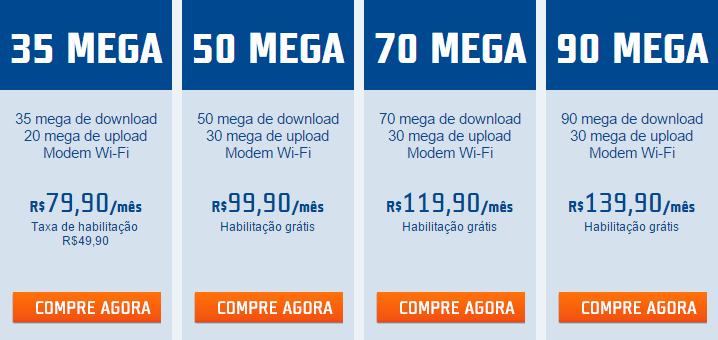 35 MEGA
35 mega de download
20 mega de upload
Modem Wi-Fi
R$79,90/mês
Taxa de habilitação
R$49,90
COMPRE AGORA
50 MEGA
50 mega de download
30 mega de upload
Modem Wi-Fi
R$99,90/mês
Habilitação grátis
COMPRE AGORA
70 MEGA
70 mega de download
30 mega de upload
Modem Wi-Fi
R$119,90/mês
Habilitação grátis
COMPRE AGORA
90 MEGA
90 mega de download
30 mega de upload
Modem Wi-Fi
R$139,90/mês
Habilitação grátis
COMPRE AGORA